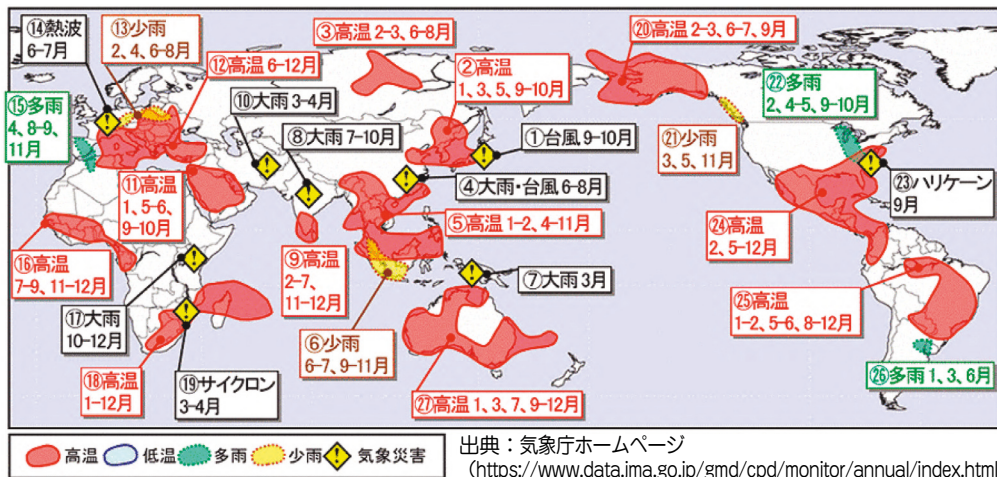 ⑭熱波
6-7月
⑬少雨
2、4、6-8月
③高温 2-3、6-8月
⑳高温 2-3、6-7、9月
⑫高温 6-12月
②高温
1、3、5、9-10月
㉒多雨
2、4-5、9-10月
⑮多雨
4、8-9、
11月
⑩大雨 3-4月
⑧大雨 7-10月
①台風 9-10月
㉑少雨
3、5、11月
④大雨・台風 6-8月
⑪高温
1、5-6、
9-10月
㉓ハリケーン
9月
⑤高温 1-2、4-11月
㉔高温
2、5-12月
⑯高温
7-9、11-12月
⑨高温
2-7、
11-12月
⑦大雨 3月
㉕高温
1-2、5-6、8-12月
⑰大雨
10-12月
⑥少雨
6-7、9-11月
⑱高温
1-12月
⑲サイクロン
3-4月
㉗高温 1、3、7、9-12月
㉖多雨 1、3、6月
高温 低温 多雨 少雨 気象災害
出典：気象庁ホームページ
（https://www.data.jma.go.jp/gmd/cpd/monitor/annual/index.html